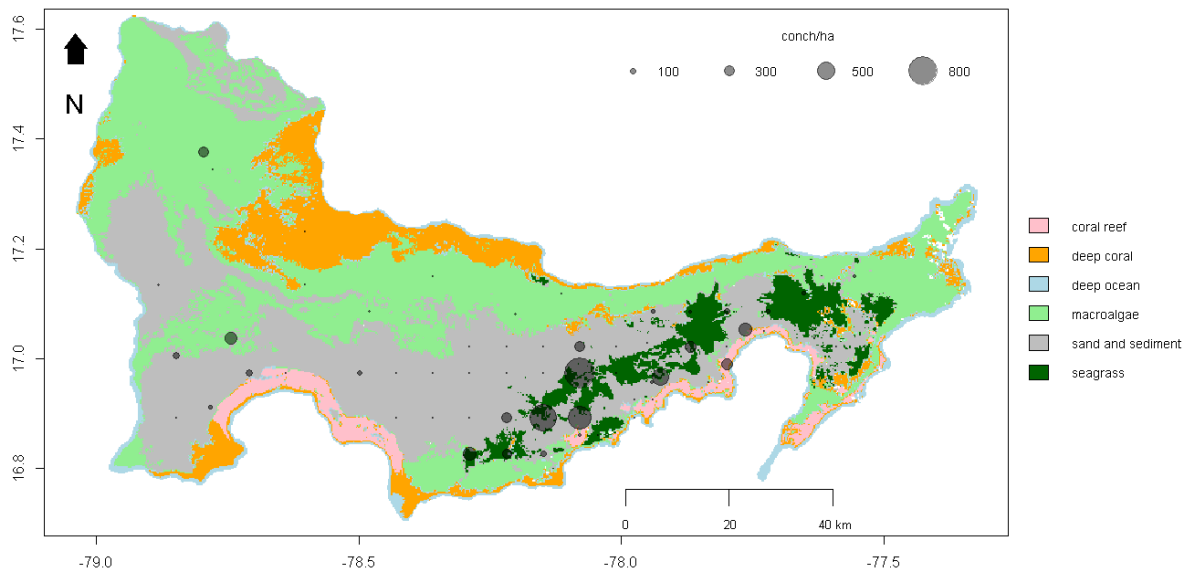 17.6
17.4
17.2
17.0
16.8
N
conch/ha
100 300 500 800
coral reef
deep coral
deep ocean
macroalgae
sand and sediment
seagrass
0 20 40 km
-79.0 -78.5 -78.0 -77.5